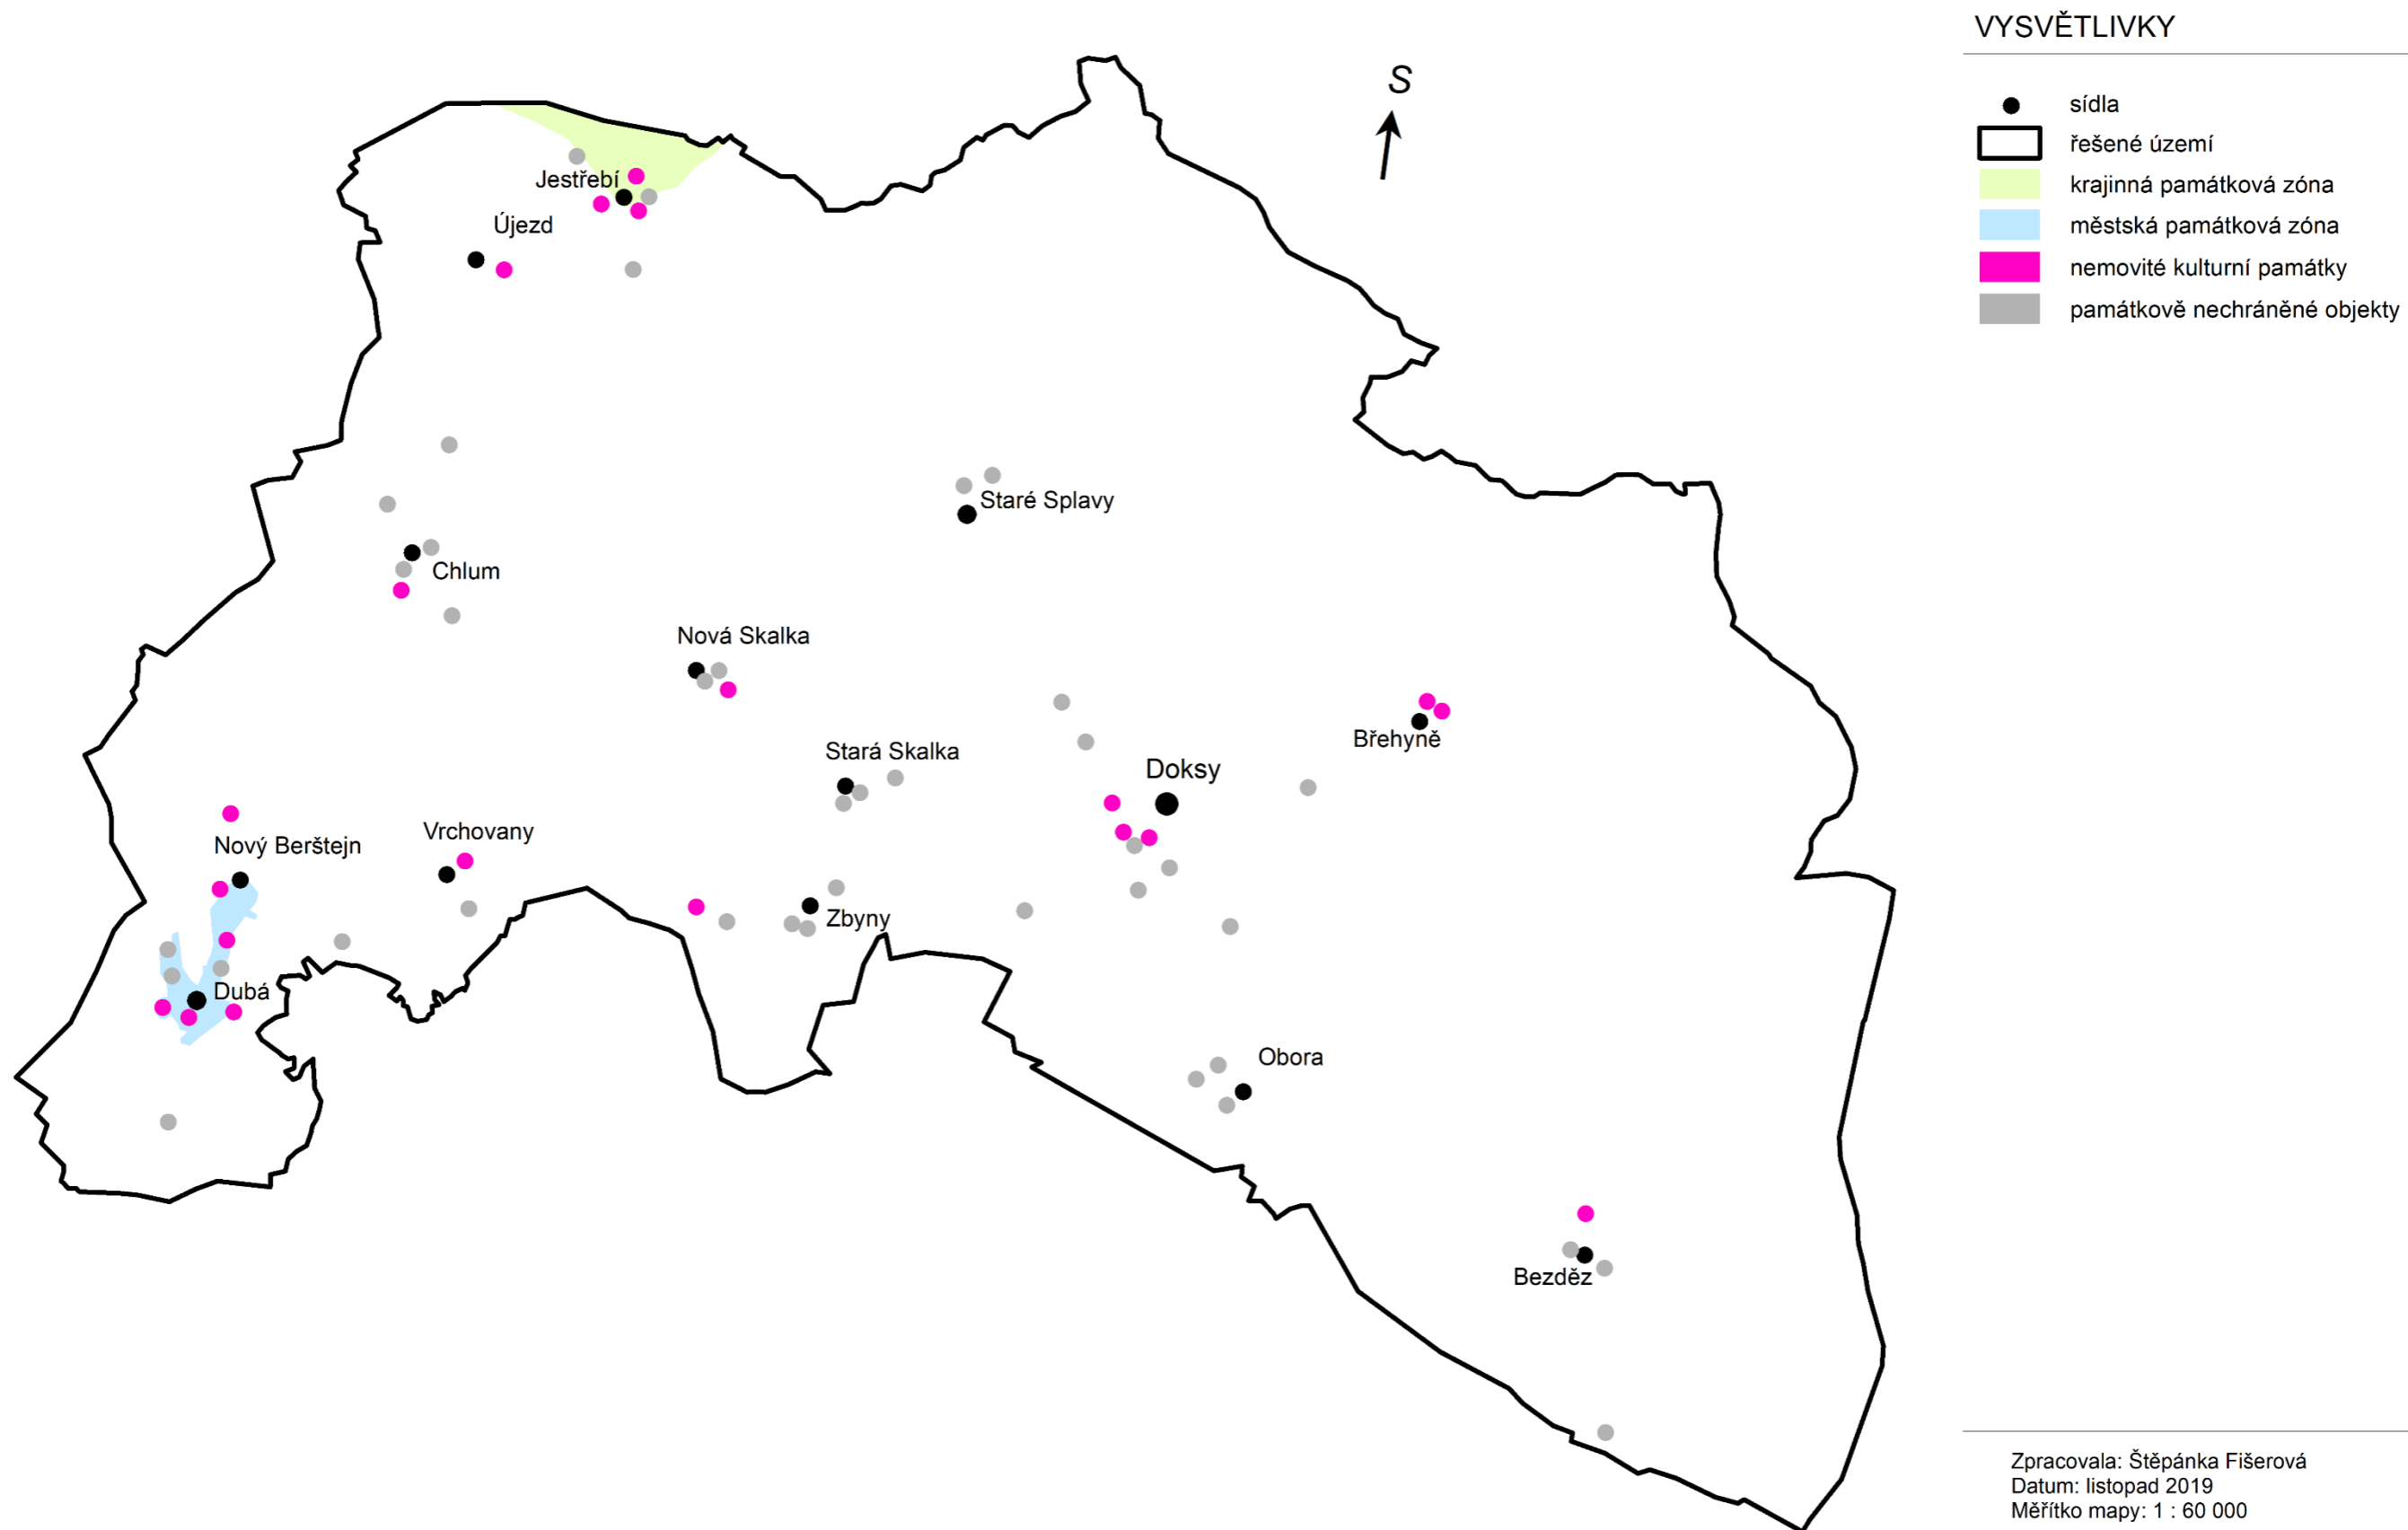 VYSVĚTLIVKY
S
sídla
řešené území
krajinná památková zóna
městská památková zóna
nemovité kulturní památky
památkově nechráněné objekty
Jestřebí
Újezd
Staré Splavy
Chlum
Nová Skalka
Břehyně
Stará Skalka
Doksy
Vrchovany
Nový Berštejn
Zbyny
Dubá
Obora
Bezděz
Zpracovala: Štěpánka Fišerová
Datum: listopad 2019
Měřítko mapy: 1 : 60 000